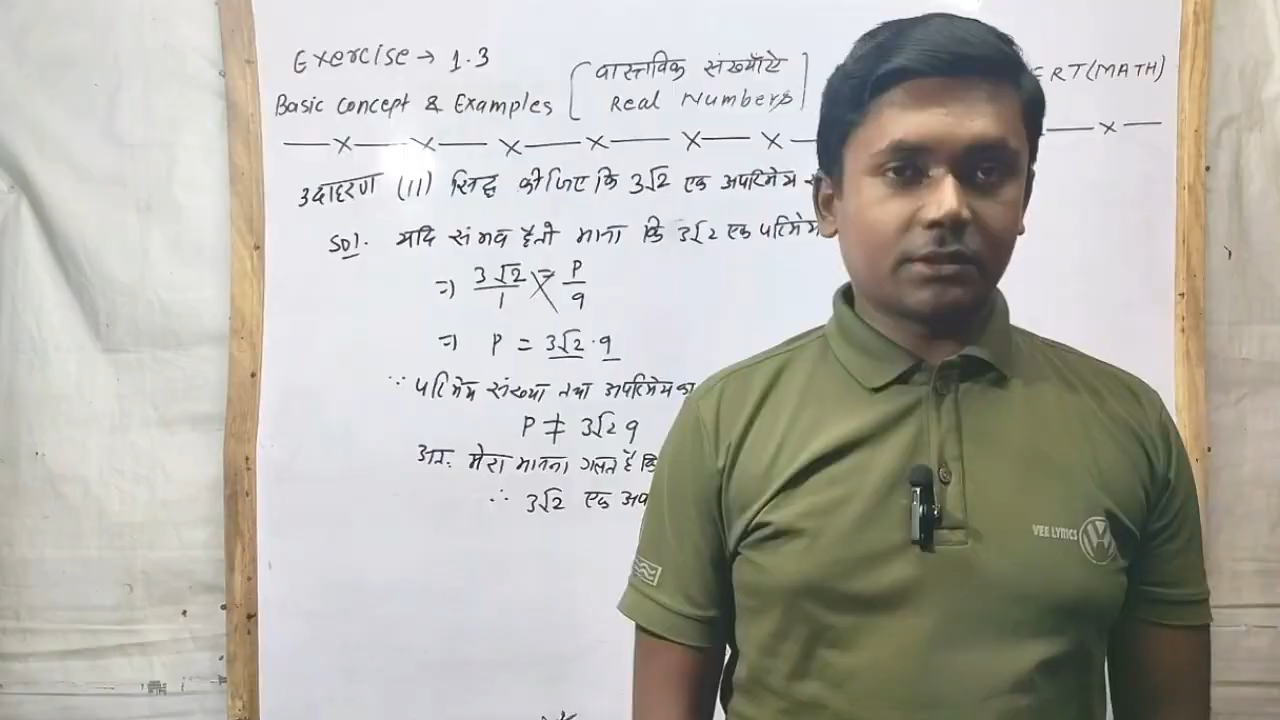 Exercise → 1.3
[वास्तविक संख्याँए
ERT(MATH)
Basic Concept & Examples
Real Numbers]
उदाहरण (11) सिद्ध कीजिए कि 3√2 एक अपरिमेय
Sol. यदि संभव हैतो माना कि 3√2 एक परिमेय
=) 3√2/1 = P/q
=) P = 3√2·q
∵ परिमेय संख्या तथा अपरिमेय का
P ≠ 3√2 q
अतः मेरा मानना गलत है कि
∴ 3√2 एक अप
VEE LYRICS